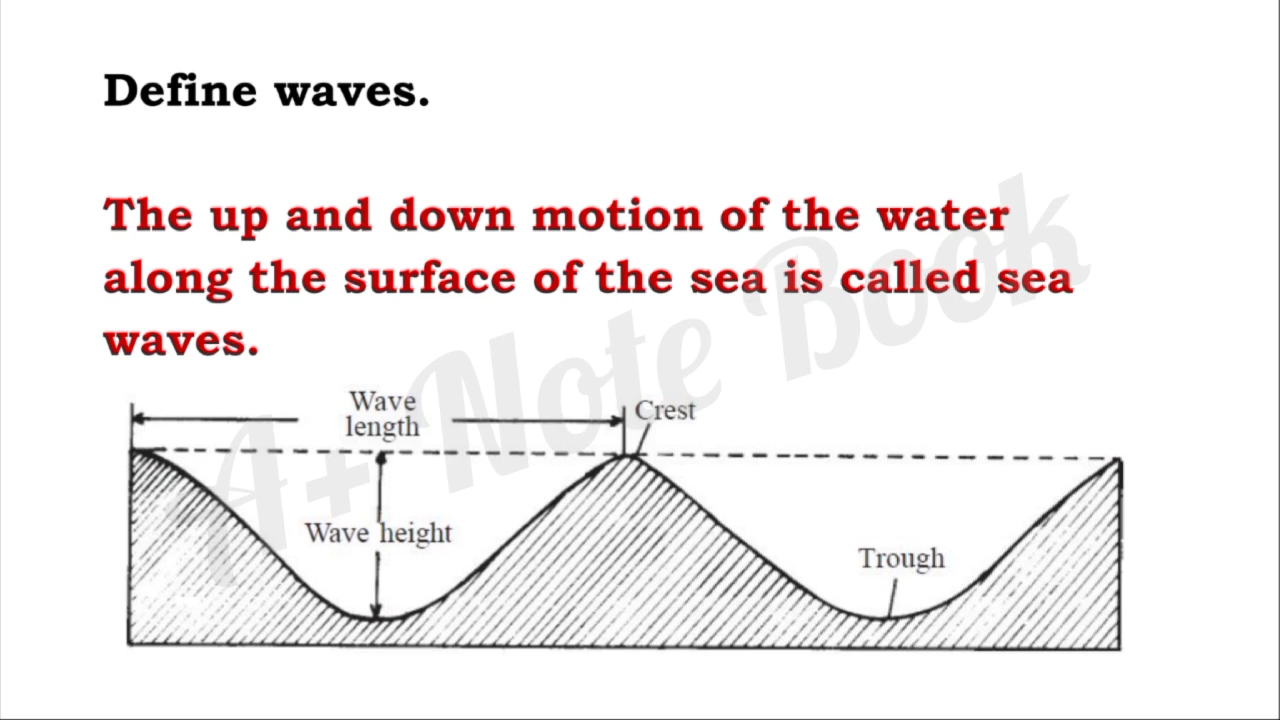 Define waves.
The up and down motion of the water
along the surface of the sea is called sea
waves.
Wave
length
Crest
Wave height
Trough
A+ Note Book